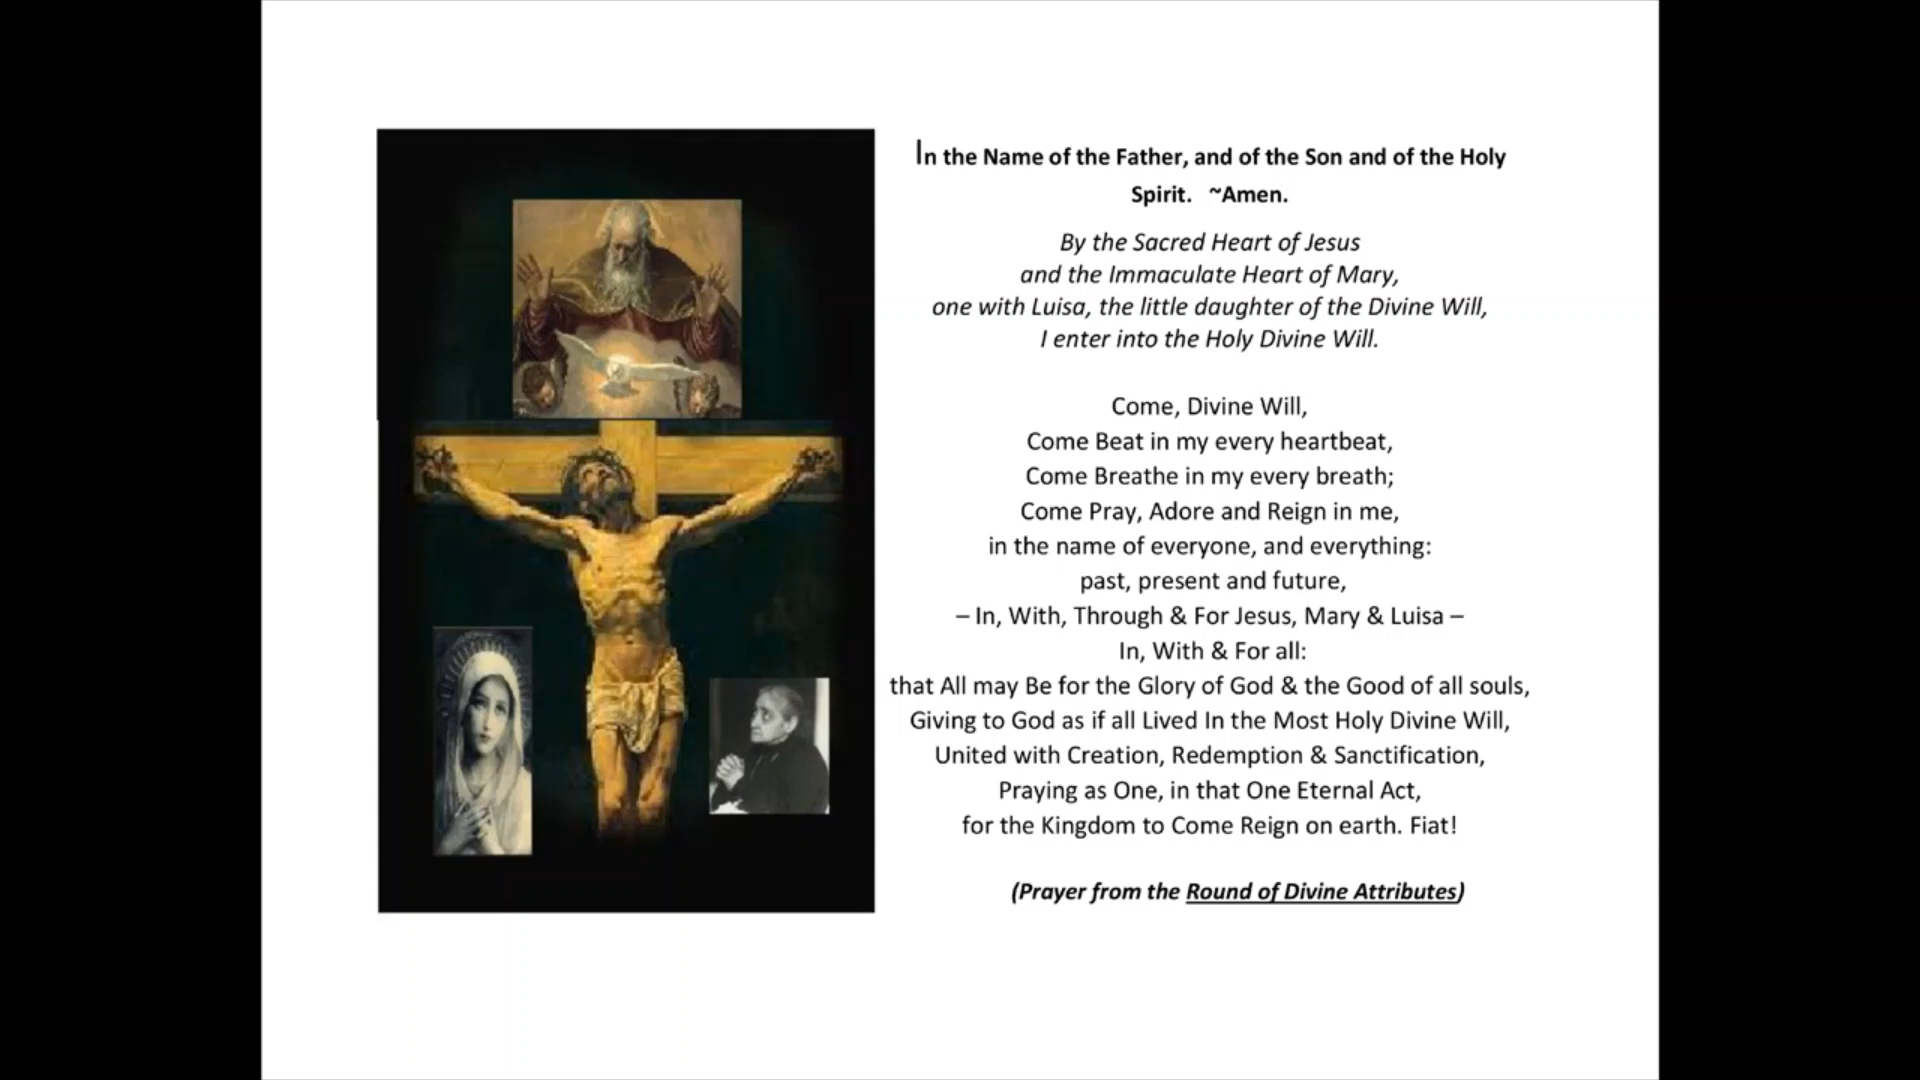 In the Name of the Father, and of the Son and of the Holy
Spirit.   ~Amen.
By the Sacred Heart of Jesus
and the Immaculate Heart of Mary,
one with Luisa, the little daughter of the Divine Will,
I enter into the Holy Divine Will.
Come, Divine Will,
Come Beat in my every heartbeat,
Come Breathe in my every breath;
Come Pray, Adore and Reign in me,
in the name of everyone, and everything:
past, present and future,
– In, With, Through & For Jesus, Mary & Luisa –
In, With & For all:
that All may Be for the Glory of God & the Good of all souls,
Giving to God as if all Lived In the Most Holy Divine Will,
United with Creation, Redemption & Sanctification,
Praying as One, in that One Eternal Act,
for the Kingdom to Come Reign on earth. Fiat!
(Prayer from the Round of Divine Attributes)